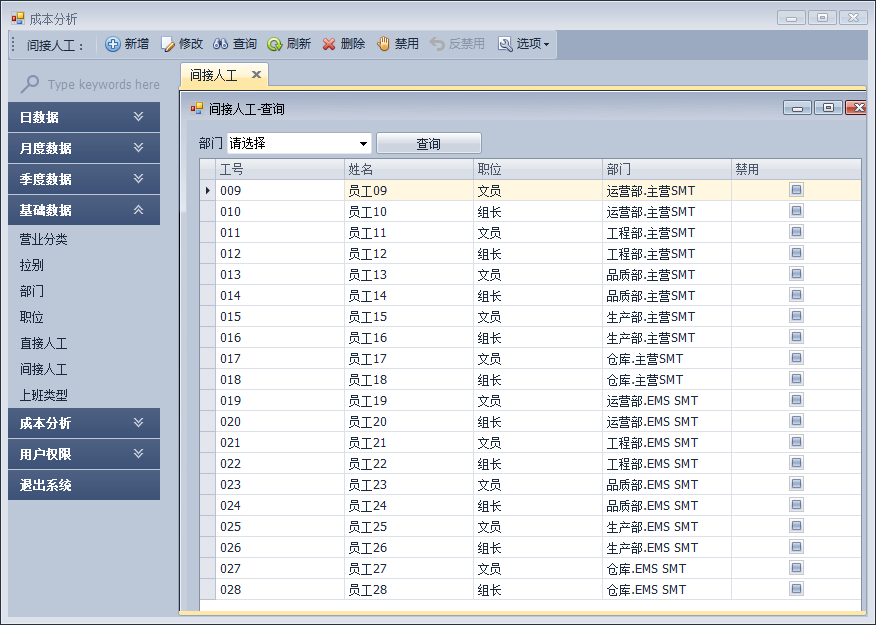 成本分析
间接人工： 新增 修改 查询 刷新 删除 禁用 反禁用 选项
Type keywords here
日数据
月度数据
季度数据
基础数据
营业分类
拉别
部门
职位
直接人工
间接人工
上班类型
成本分析
用户权限
退出系统
间接人工
间接人工-查询
部门 请选择 查询
工号 姓名 职位 部门 禁用
009 员工09 文员 运营部.主营SMT
010 员工10 组长 运营部.主营SMT
011 员工11 文员 工程部.主营SMT
012 员工12 组长 工程部.主营SMT
013 员工13 文员 品质部.主营SMT
014 员工14 组长 品质部.主营SMT
015 员工15 文员 生产部.主营SMT
016 员工16 组长 生产部.主营SMT
017 员工17 文员 仓库.主营SMT
018 员工18 组长 仓库.主营SMT
019 员工19 文员 运营部.EMS SMT
020 员工20 组长 运营部.EMS SMT
021 员工21 文员 工程部.EMS SMT
022 员工22 组长 工程部.EMS SMT
023 员工23 文员 品质部.EMS SMT
024 员工24 组长 品质部.EMS SMT
025 员工25 文员 生产部.EMS SMT
026 员工26 组长 生产部.EMS SMT
027 员工27 文员 仓库.EMS SMT
028 员工28 组长 仓库.EMS SMT